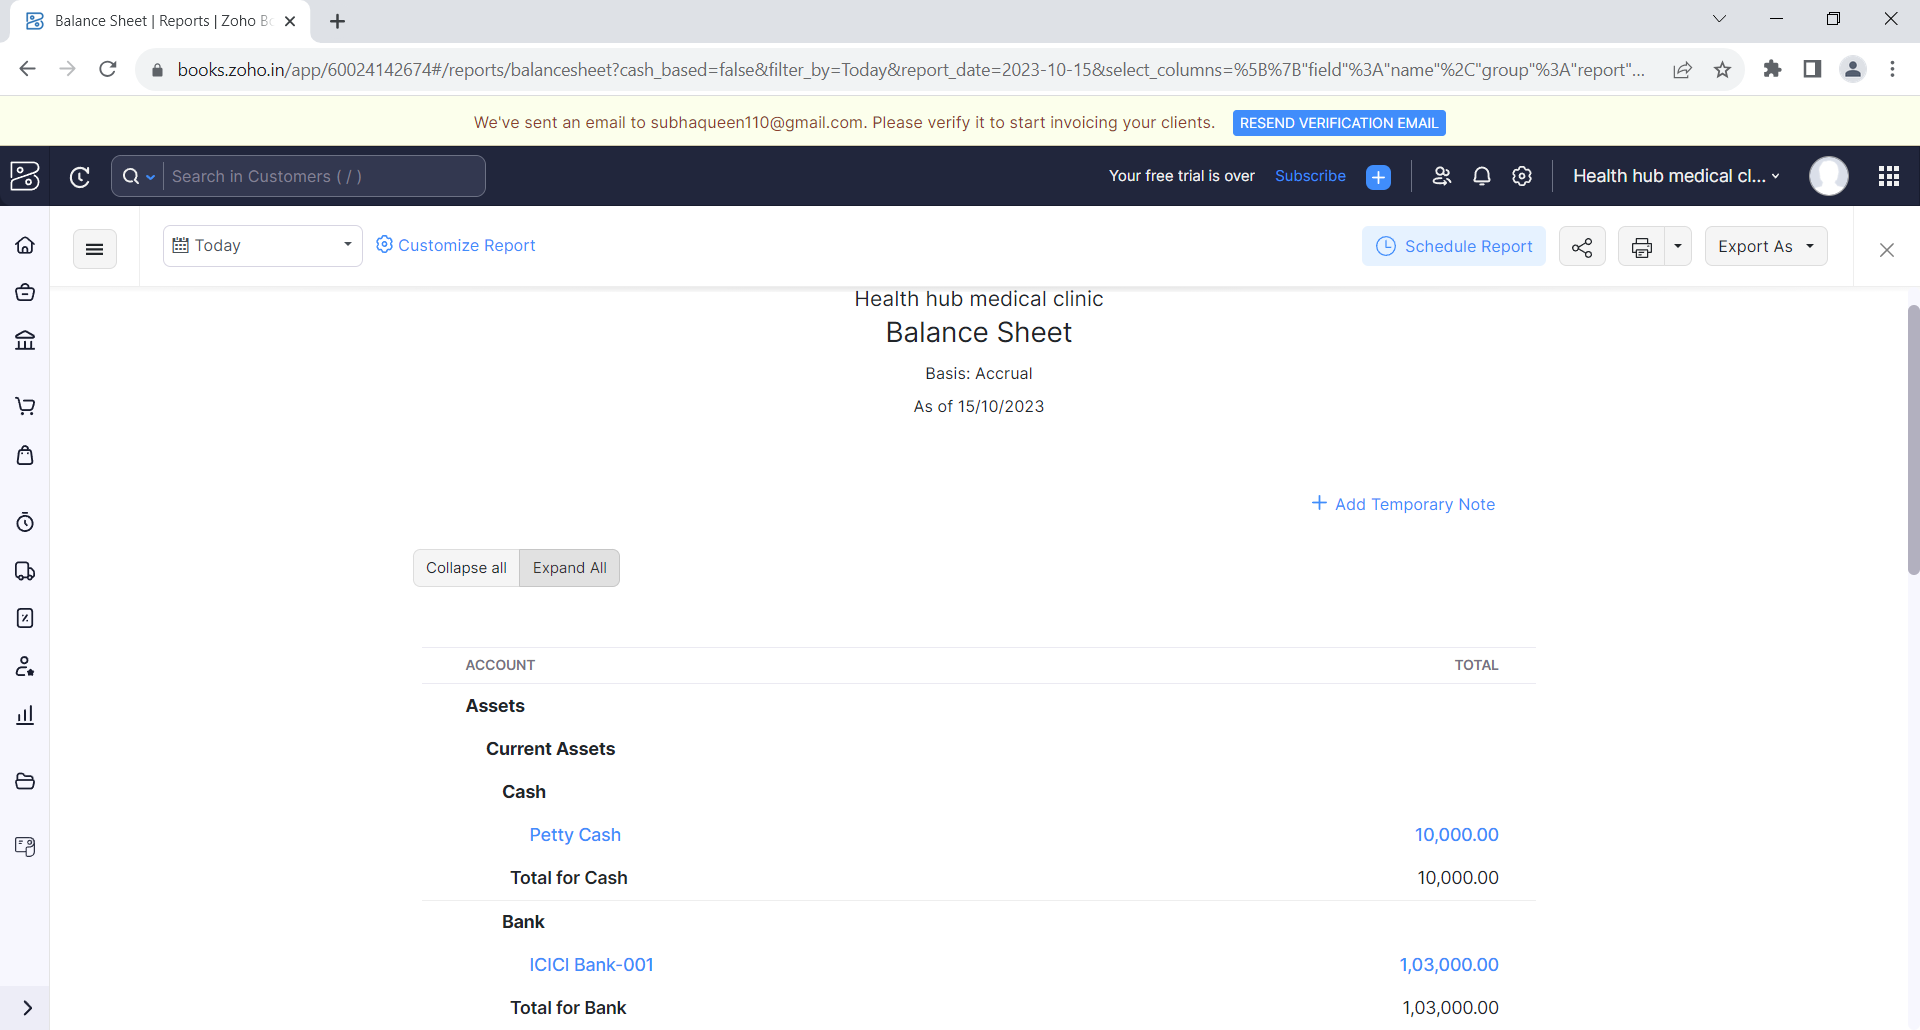 Balance Sheet | Reports | Zoho Bo
books.zoho.in/app/60024142674#/reports/balancesheet?cash_based=false&filter_by=Today&report_date=2023-10-15&select_columns=%5B%7B"field"%3A"name"%2C"group"%3A"report"...
We've sent an email to subhaqueen110@gmail.com. Please verify it to start invoicing your clients. RESEND VERIFICATION EMAIL
Search in Customers ( / ) Your free trial is over Subscribe Health hub medical cl...
Today Customize Report Schedule Report Export As
Health hub medical clinic
Balance Sheet
Basis: Accrual
As of 15/10/2023
Add Temporary Note
Collapse all Expand All
ACCOUNT TOTAL
Assets
Current Assets
Cash
Petty Cash 10,000.00
Total for Cash 10,000.00
Bank
ICICI Bank-001 1,03,000.00
Total for Bank 1,03,000.00